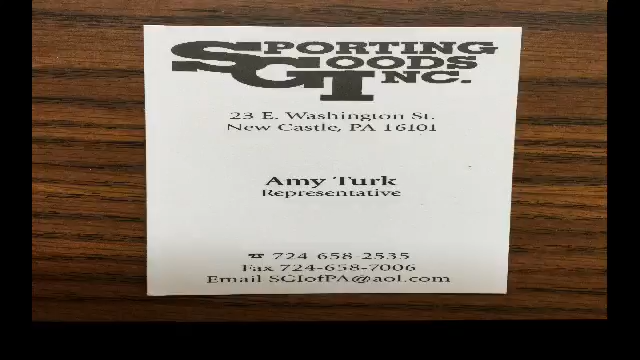 SPORTING
GOODS
INC.
23 E. Washington St.
New Castle, PA 16101
Amy Turk
Representative
☎ 724-658-2535
Fax 724-658-7006
Email SGIofPA@aol.com